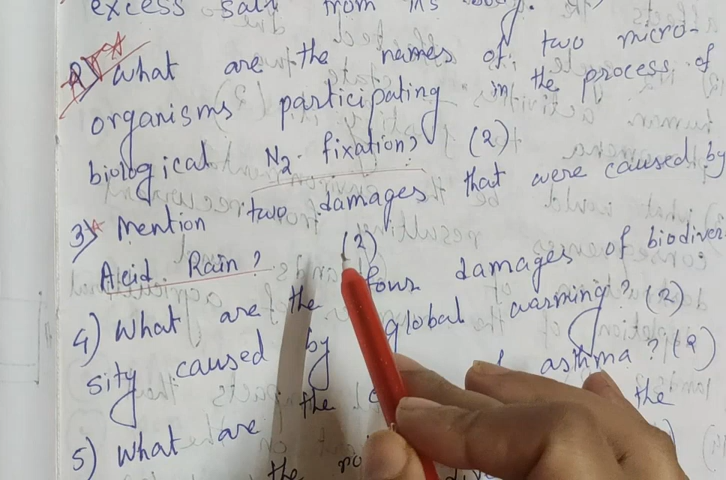 excess salt from its body.
2) What are the names of two micro-
organisms participating in the process of
biological N2 fixation? (2)
3) Mention two damages that were caused by
Acid Rain? (2)
4) What are the four damages of biodiver-
sity caused by global warming? (2)
5) What are the asthma? (2)
the the